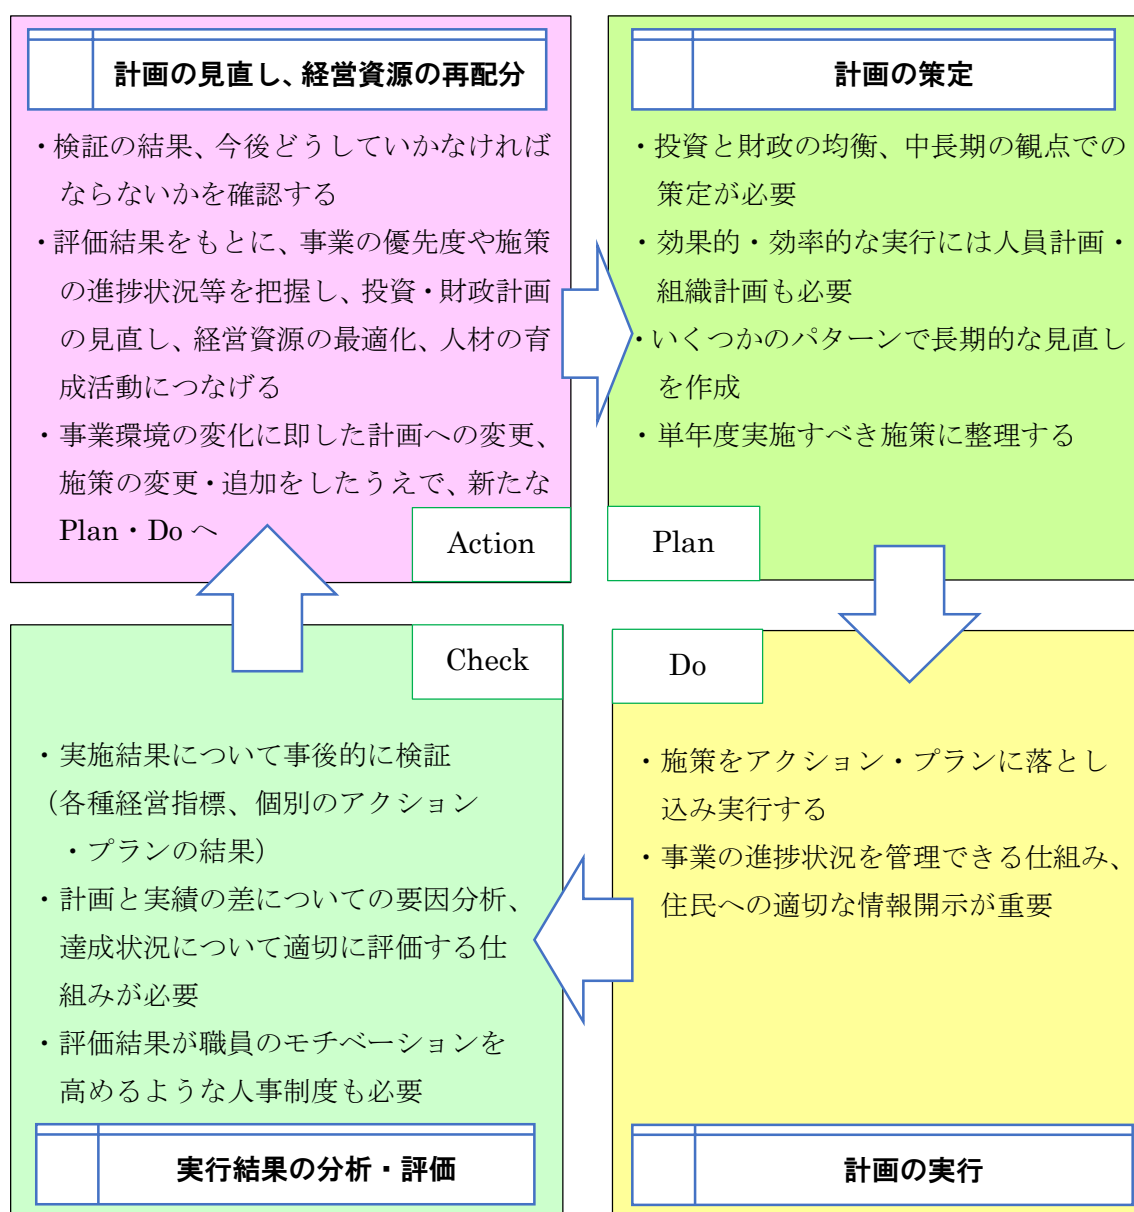 計画の見直し、経営資源の再配分
・検証の結果、今後どうしていかなければ
ならないかを確認する
・評価結果をもとに、事業の優先度や施策
の進捗状況等を把握し、投資・財政計画
の見直し、経営資源の最適化、人材の育
成活動につなげる
・事業環境の変化に即した計画への変更、
施策の変更・追加をしたうえで、新たな
Plan・Do へ
Action
計画の策定
・投資と財政の均衡、中長期の観点での
策定が必要
・効果的・効率的な実行には人員計画・
組織計画も必要
・いくつかのパターンで長期的な見直し
を作成
・単年度実施すべき施策に整理する
Plan
Check
・実施結果について事後的に検証
（各種経営指標、個別のアクション
・プランの結果）
・計画と実績の差についての要因分析、
達成状況について適切に評価する仕
組みが必要
・評価結果が職員のモチベーションを
高めるような人事制度も必要
実行結果の分析・評価
Do
・施策をアクション・プランに落とし
込み実行する
・事業の進捗状況を管理できる仕組み、
住民への適切な情報開示が重要
計画の実行